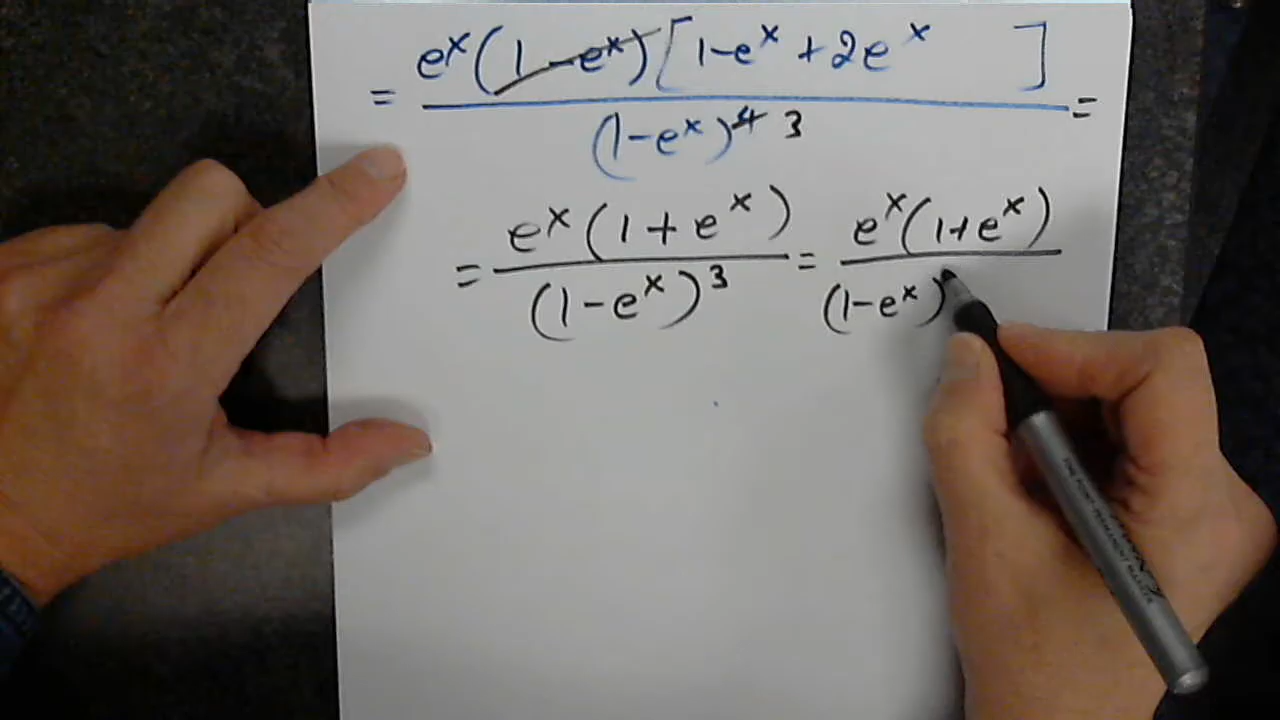 = e^x (1-e^x) [1-e^x + 2e^x ] / (1-e^x)^4 3 =
= e^x (1+e^x) / (1-e^x)^3 = e^x (1+e^x) / (1-e^x)